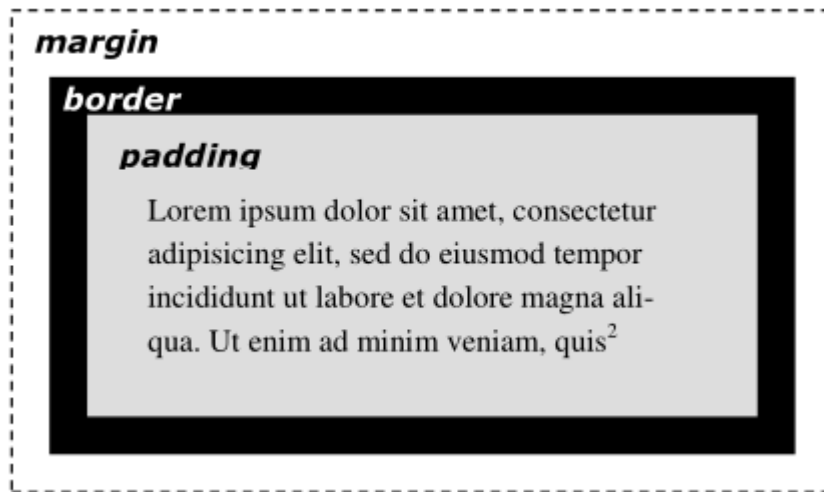 margin
border
padding
Lorem ipsum dolor sit amet, consectetur
adipisicing elit, sed do eiusmod tempor
incididunt ut labore et dolore magna ali-
qua. Ut enim ad minim veniam, quis²